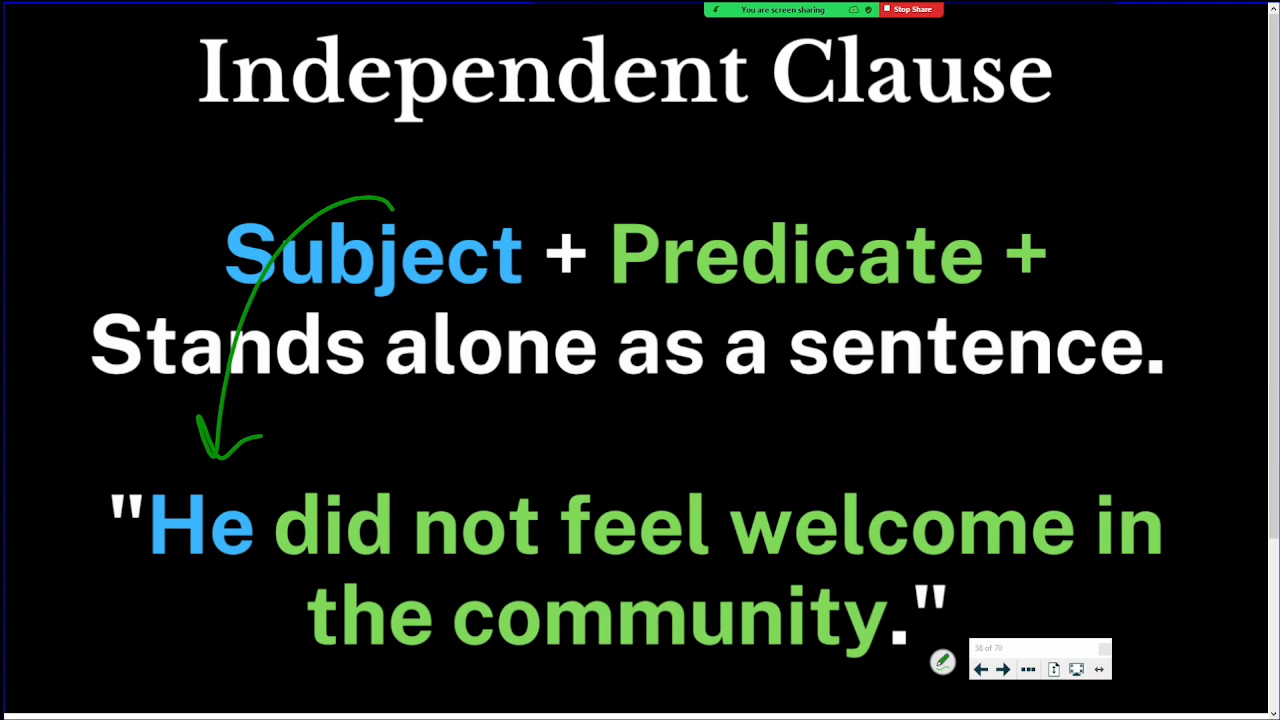 You are screen sharing Stop Share
Independent Clause
Subject + Predicate +
Stands alone as a sentence.
"He did not feel welcome in
the community."
38 of 70